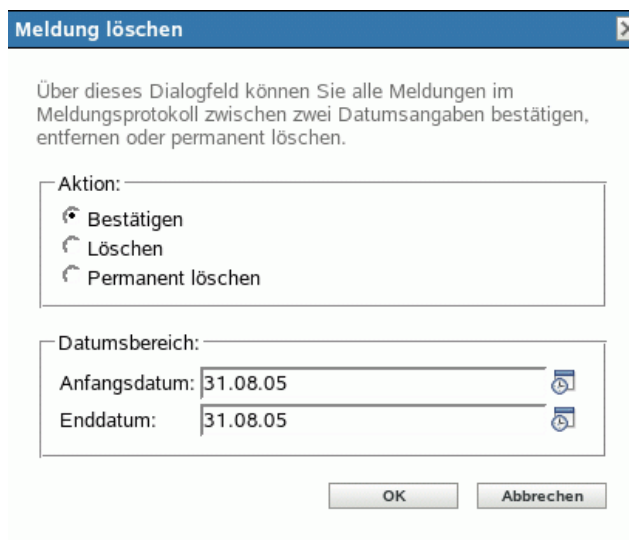 Meldung löschen
Über dieses Dialogfeld können Sie alle Meldungen im
Meldungsprotokoll zwischen zwei Datumsangaben bestätigen,
entfernen oder permanent löschen.
Aktion:
Bestätigen
Löschen
Permanent löschen
Datumsbereich:
Anfangsdatum: 31.08.05
Enddatum: 31.08.05
OK Abbrechen